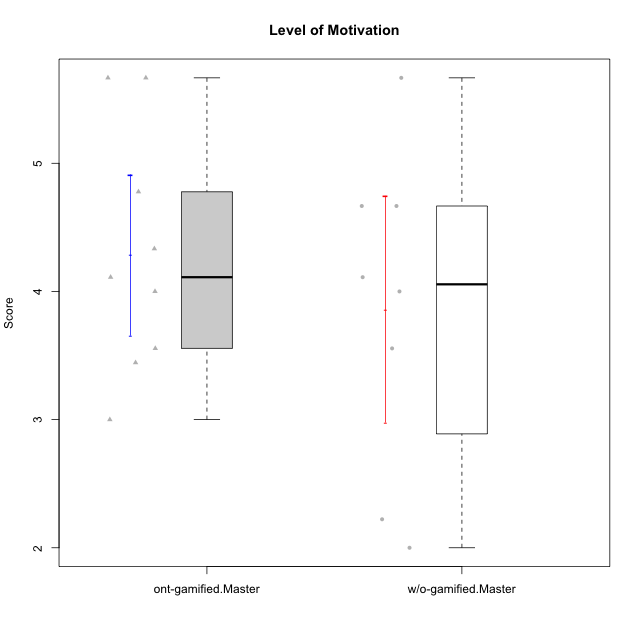 Level of Motivation
Score
5
4
3
2
ont-gamified.Master
w/o-gamified.Master